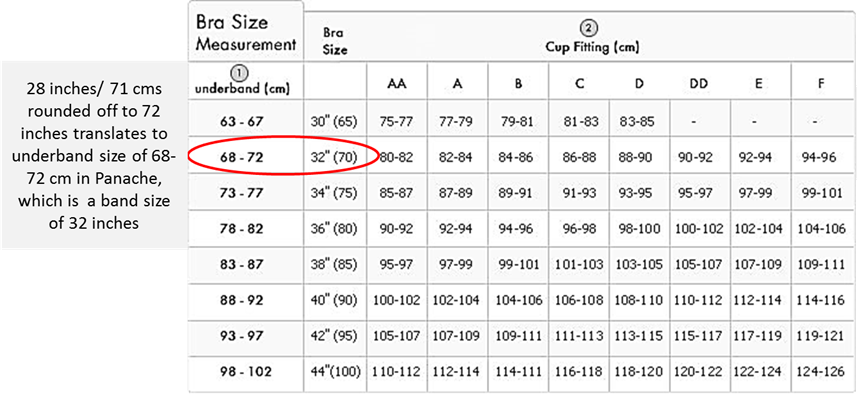 Bra Size
Measurement
Bra
Size
2
Cup Fitting (cm)
28 inches/ 71 cms
rounded off to 72
inches translates to
underband size of 68-
72 cm in Panache,
which is a band size
of 32 inches
1
underband (cm)
AA A B C D DD E F
63 - 67 30" (65) 75-77 77-79 79-81 81-83 83-85 - - -
68 - 72 32" (70) 80-82 82-84 84-86 86-88 88-90 90-92 92-94 94-96
73 - 77 34" (75) 85-87 87-89 89-91 91-93 93-95 95-97 97-99 99-101
78 - 82 36" (80) 90-92 92-94 94-96 96-98 98-100 100-102 102-104 104-106
83 - 87 38" (85) 95-97 97-99 99-101 101-103 103-105 105-107 107-109 109-111
88 - 92 40" (90) 100-102 102-104 104-106 106-108 108-110 110-112 112-114 114-116
93 - 97 42" (95) 105-107 107-109 109-111 111-113 113-115 115-117 117-119 119-121
98 - 102 44"(100) 110-112 112-114 114-111 116-118 118-120 120-122 122-124 124-126